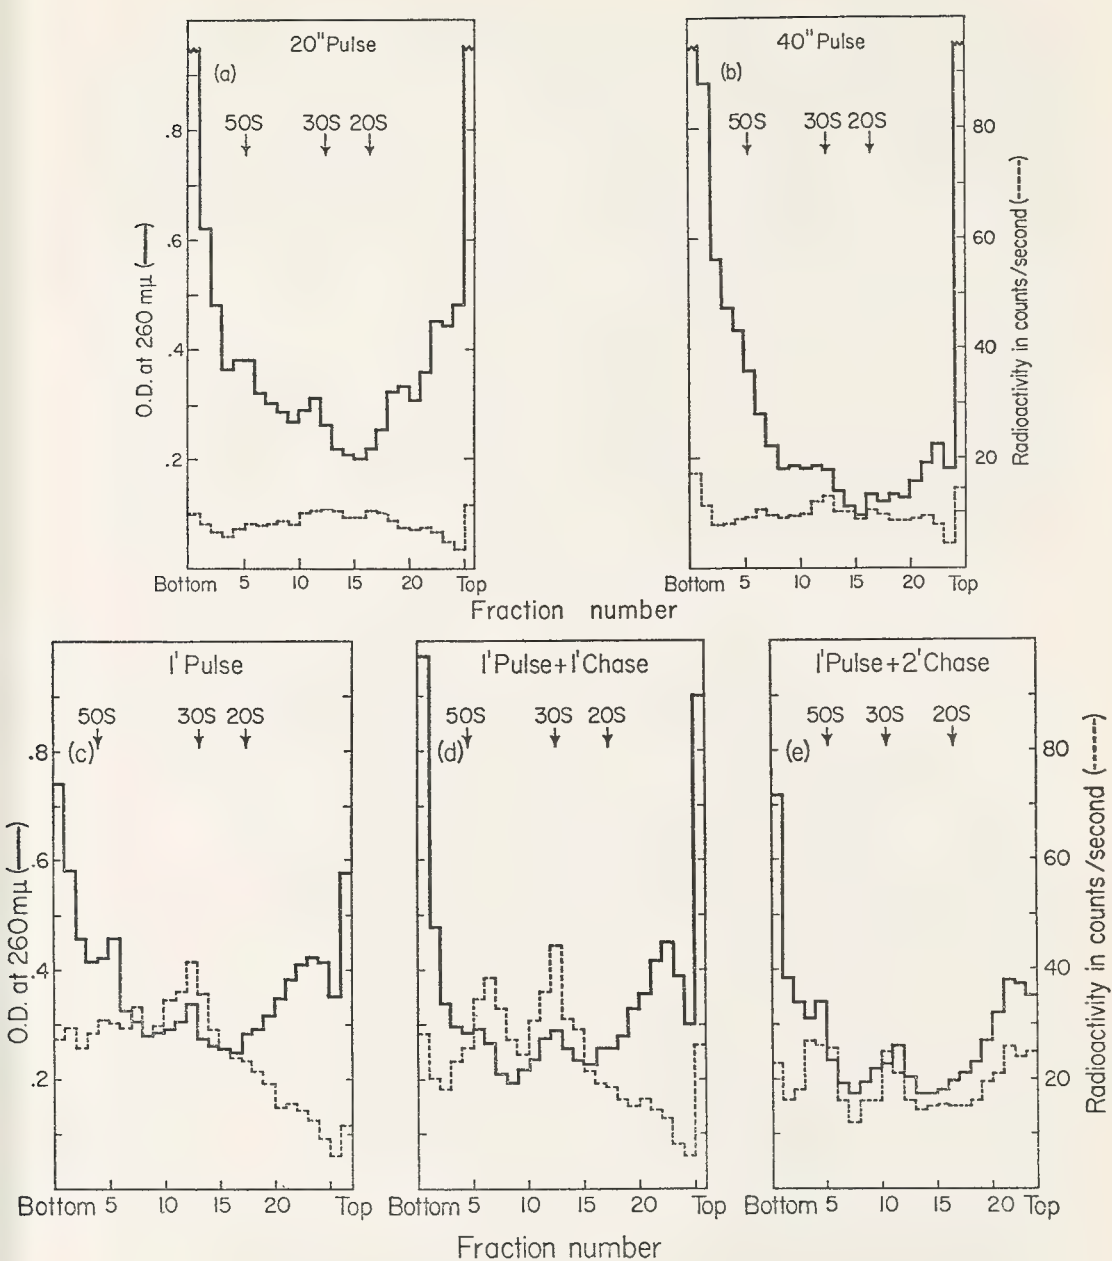 20" Pulse
(a)
50S 30S 20S
.8
.6
.4
.2
O.D. at 260 mμ (——)
Bottom 5 10 15 20 Top
40" Pulse
(b)
50S 30S 20S
80
60
40
20
Radioactivity in counts/second (-----)
Bottom 5 10 15 20 Top
Fraction number
1' Pulse
50S 30S 20S
(c)
.8
.6
.4
.2
O.D. at 260mμ (——)
Bottom 5 10 15 20 Top
1'Pulse+1'Chase
50S 30S 20S
(d)
Bottom 5 10 15 20 Top
1'Pulse+2'Chase
50S 30S 20S
(e)
80
60
40
20
Radioactivity in counts/second (-----)
Bottom 5 10 15 20 Top
Fraction number